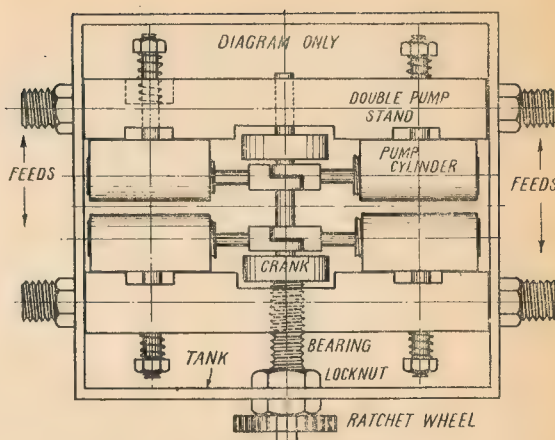 DIAGRAM ONLY
DOUBLE PUMP
STAND
PUMP
CYLINDER
FEEDS
FEEDS
CRANK
BEARING
TANK
LOCKNUT
RATCHET WHEEL